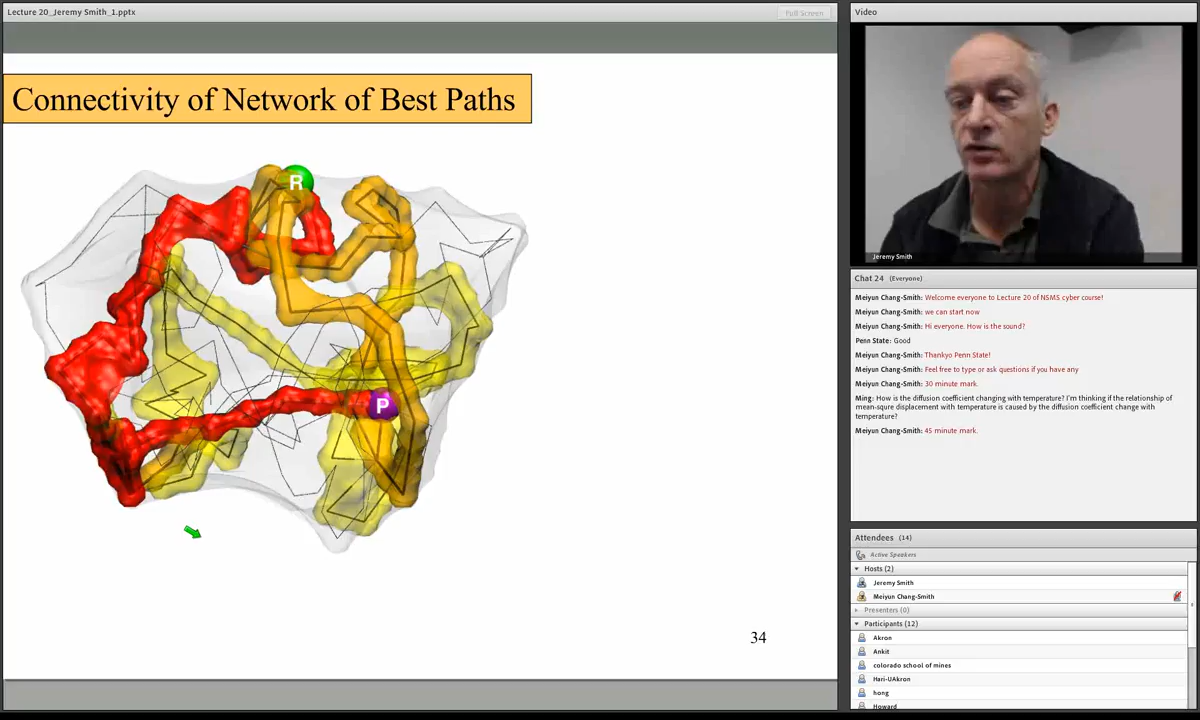 Lecture 20_Jeremy Smith_1.pptx
Full Screen
Connectivity of Network of Best Paths
R
P
34
Video
Jeremy Smith
Chat 24 (Everyone)
Meiyun Chang-Smith: Welcome everyone to Lecture 20 of NSMS cyber course!
Meiyun Chang-Smith: we can start now
Meiyun Chang-Smith: Hi everyone. How is the sound?
Penn State: Good
Meiyun Chang-Smith: Thankyo Penn State!
Meiyun Chang-Smith: Feel free to type or ask questions if you have any
Meiyun Chang-Smith: 30 minute mark.
Ming: How is the diffusion coefficient changing with temperature? I'm thinking if the relationship of
mean-squre displacement with temperature is caused by the diffusion coefficient change with
temperature?
Meiyun Chang-Smith: 45 minute mark.
Attendees (14)
Active Speakers
Hosts (2)
Jeremy Smith
Meiyun Chang-Smith
Presenters (0)
Participants (12)
Akron
Ankit
colorado school of mines
Hari-UAkron
hong
Howard